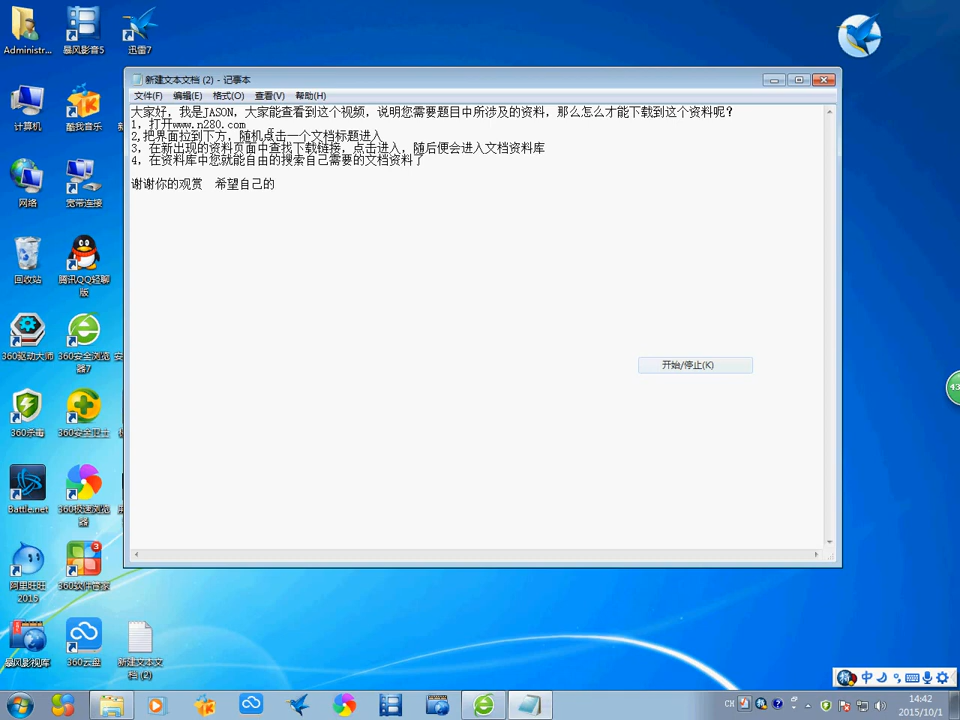 Administr...
暴风影音5
迅雷7
计算机
酷我音乐
网络
宽带连接
回收站
腾讯QQ轻聊版
360驱动大师
360安全浏览器7
360杀毒
360安全卫士
Battle.net
360极速浏览器
阿里旺旺2015
360软件管家
3
暴风影视库
360云盘
新建文本文档 (2)
新建文本文档 (2) - 记事本
文件(F) 编辑(E) 格式(O) 查看(V) 帮助(H)
大家好，我是JASON，大家能查看到这个视频，说明您需要题目中所涉及的资料，那么怎么才能下载到这个资料呢？
1，打开www.n280.com
2,把界面拉到下方，随机点击一个文档标题进入
3，在新出现的资料页面中查找下载链接，点击进入，随后便会进入文档资料库
4，在资料库中您就能自由的搜索自己需要的文档资料了
谢谢你的观赏 希望自己的
开始/停止(K)
43
中
CH
14:42
2015/10/1